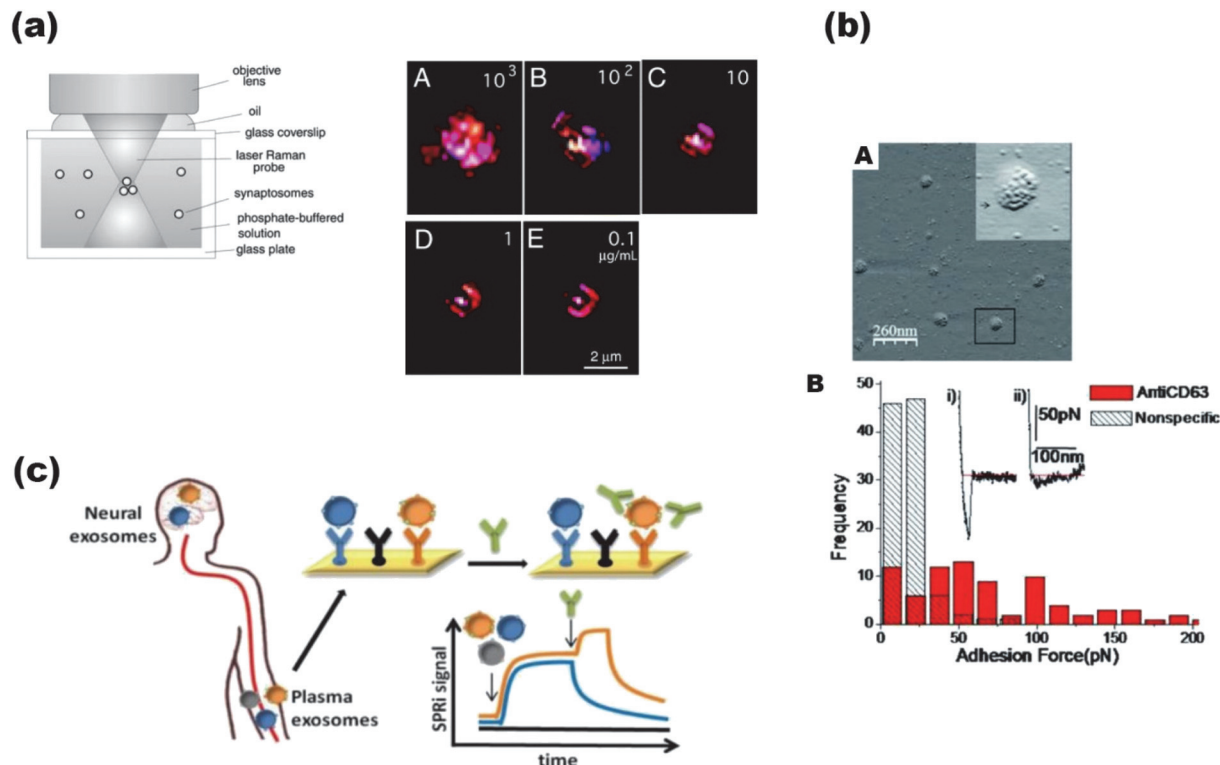 (a)
objective
lens
oil
glass coverslip
laser Raman
probe
synaptosomes
phosphate-buffered
solution
glass plate
A 10³
B 10²
C 10
D 1
E 0.1
µg/mL
2 µm
(b)
A
260nm
B
50
40
30
20
10
0
Frequency
i)
ii)
50pN
100nm
AntiCD63
Nonspecific
0 50 100 150 200
Adhesion Force(pN)
(c)
Neural
exosomes
Plasma
exosomes
SPRi signal
time